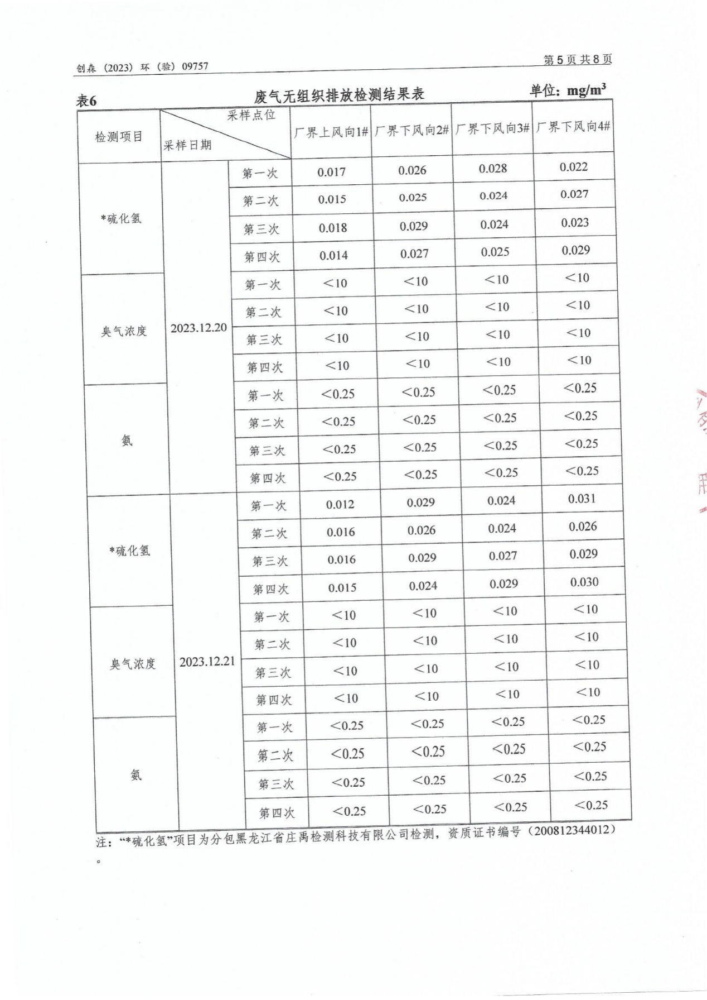 创森（2023）环（验）09757 第5页共8页
表6 废气无组织排放检测结果表 单位：mg/m³
检测项目 采样点位 采样日期 厂界上风向1# 厂界下风向2# 厂界下风向3# 厂界下风向4#
*硫化氢 2023.12.20 第一次 0.017 0.026 0.028 0.022
第二次 0.015 0.025 0.024 0.027
第三次 0.018 0.029 0.024 0.023
第四次 0.014 0.027 0.025 0.029
臭气浓度 第一次 ＜10 ＜10 ＜10 ＜10
第二次 ＜10 ＜10 ＜10 ＜10
第三次 ＜10 ＜10 ＜10 ＜10
第四次 ＜10 ＜10 ＜10 ＜10
氨 第一次 ＜0.25 ＜0.25 ＜0.25 ＜0.25
第二次 ＜0.25 ＜0.25 ＜0.25 ＜0.25
第三次 ＜0.25 ＜0.25 ＜0.25 ＜0.25
第四次 ＜0.25 ＜0.25 ＜0.25 ＜0.25
*硫化氢 2023.12.21 第一次 0.012 0.029 0.024 0.031
第二次 0.016 0.026 0.024 0.026
第三次 0.016 0.029 0.027 0.029
第四次 0.015 0.024 0.029 0.030
臭气浓度 第一次 ＜10 ＜10 ＜10 ＜10
第二次 ＜10 ＜10 ＜10 ＜10
第三次 ＜10 ＜10 ＜10 ＜10
第四次 ＜10 ＜10 ＜10 ＜10
氨 第一次 ＜0.25 ＜0.25 ＜0.25 ＜0.25
第二次 ＜0.25 ＜0.25 ＜0.25 ＜0.25
第三次 ＜0.25 ＜0.25 ＜0.25 ＜0.25
第四次 ＜0.25 ＜0.25 ＜0.25 ＜0.25
注：“*硫化氢”项目为分包黑龙江省庄禹检测科技有限公司检测，资质证书编号（200812344012）
。